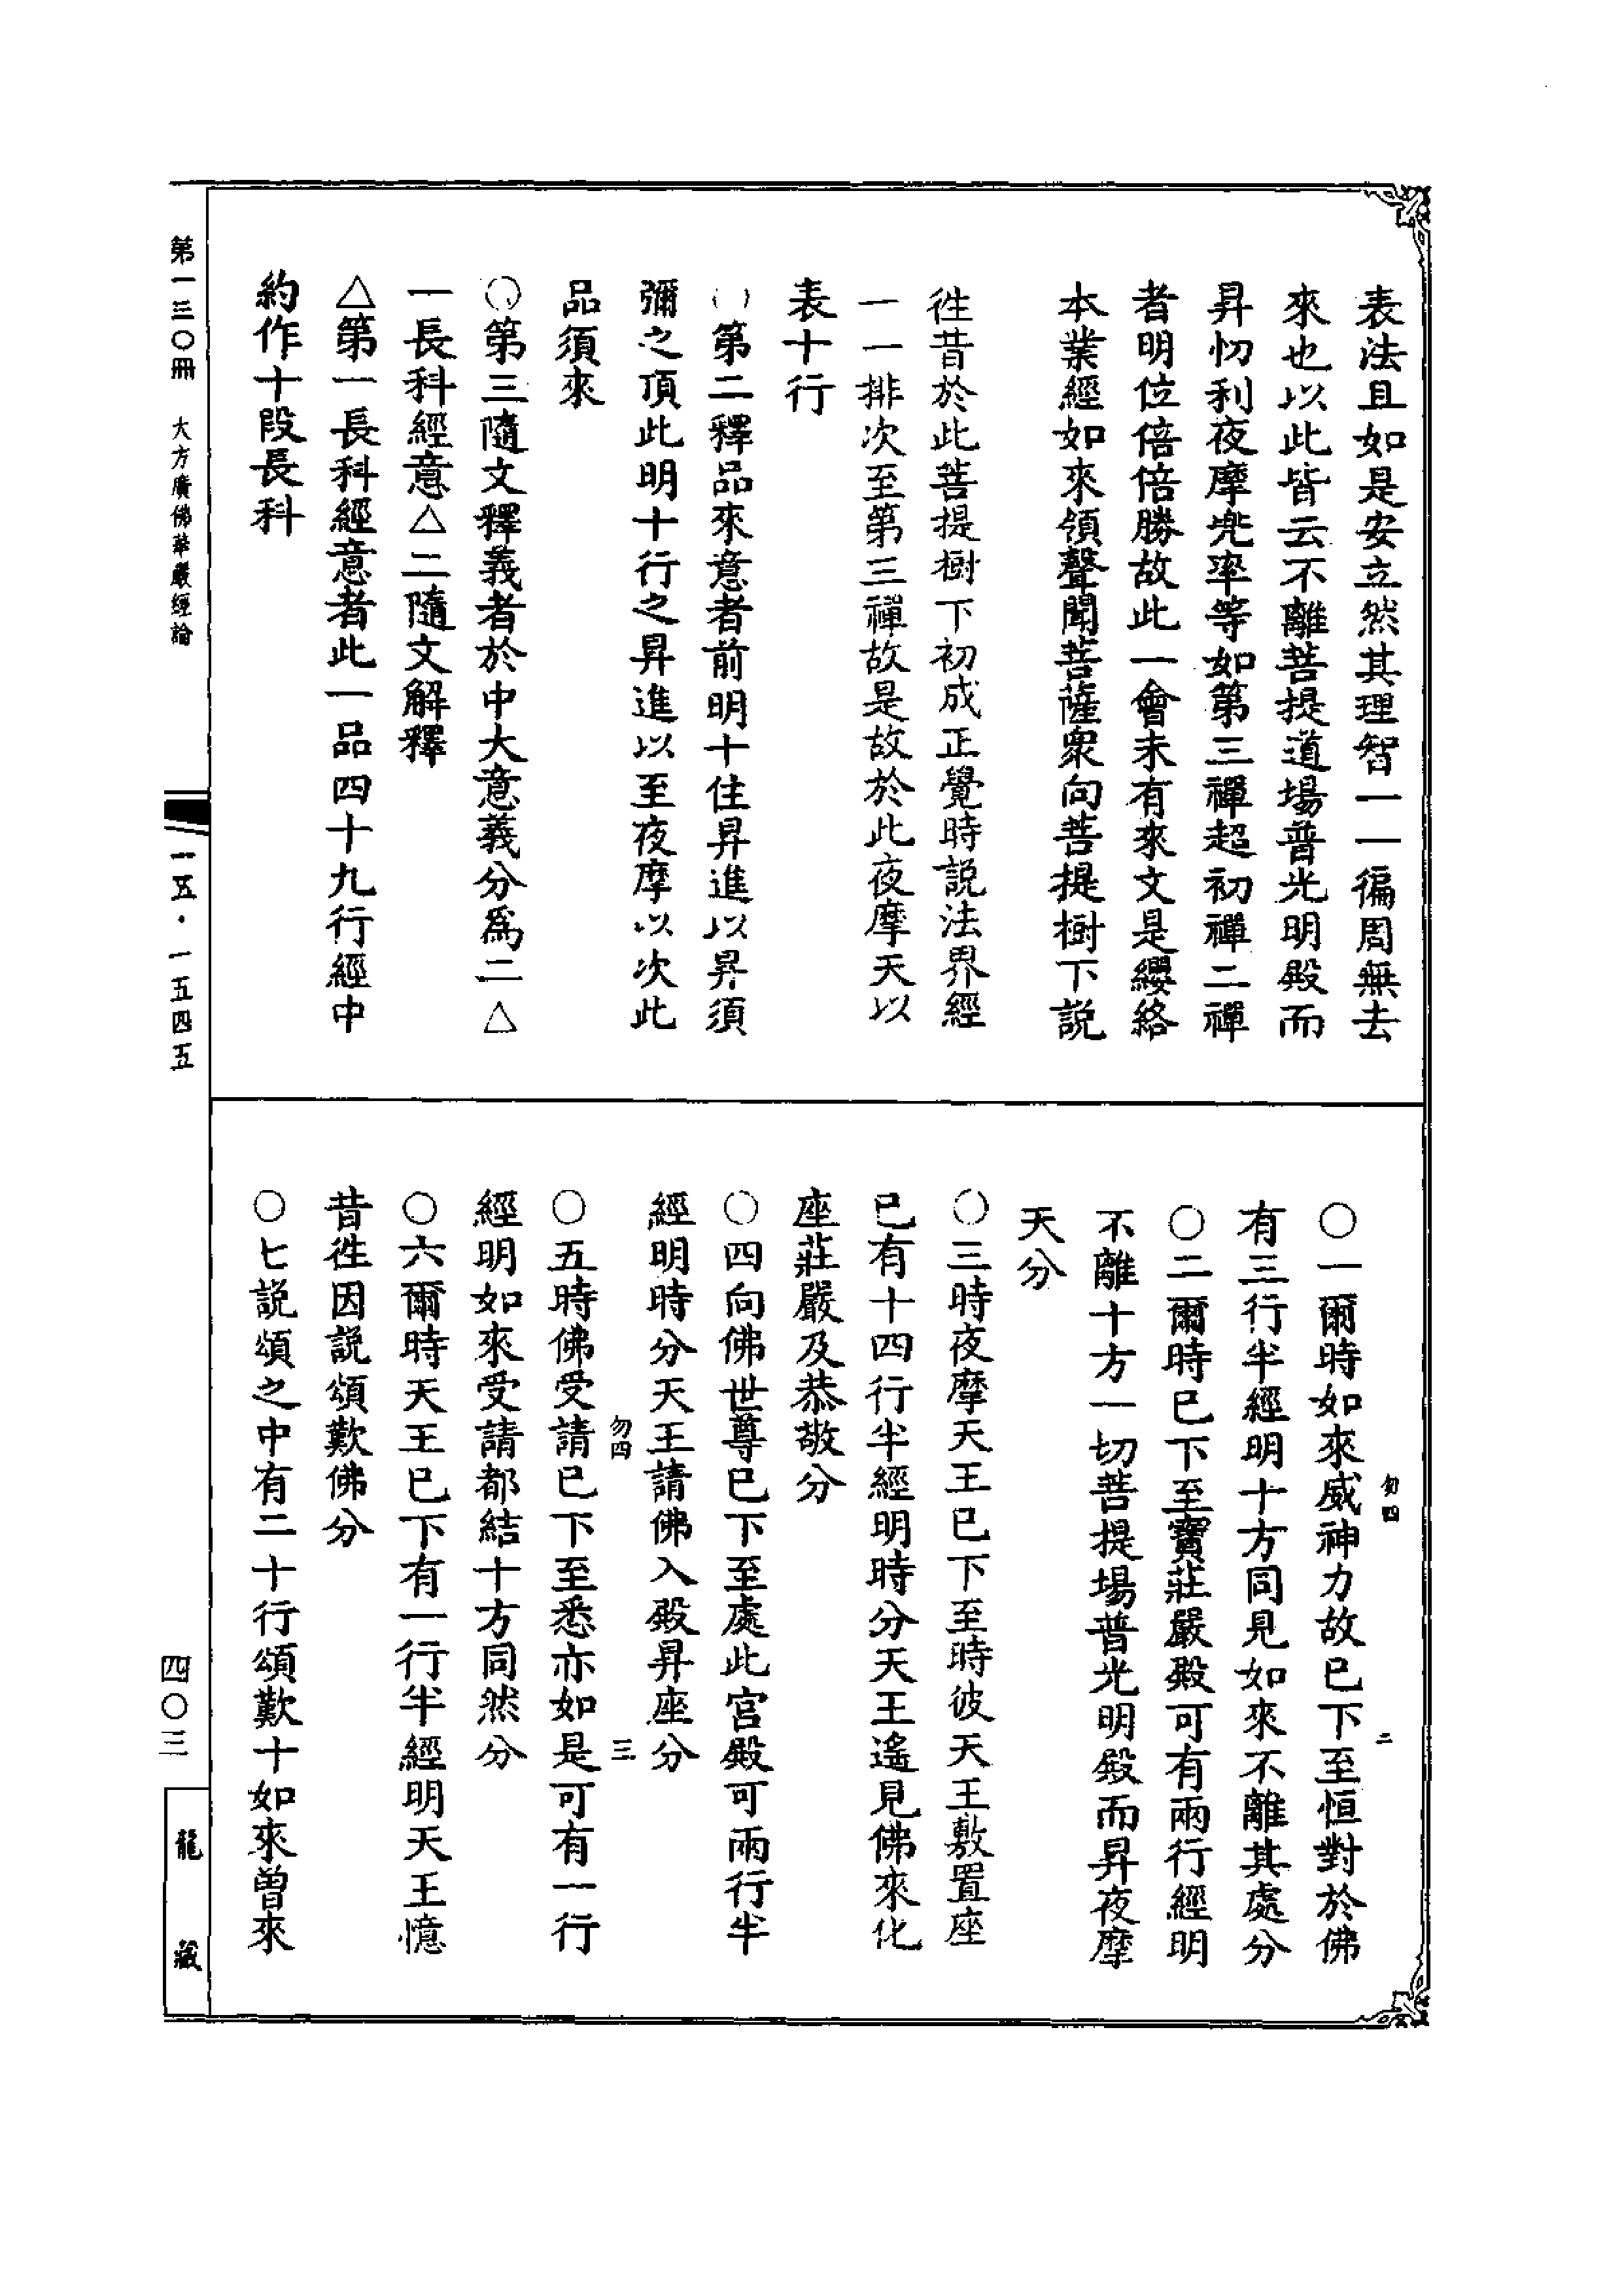 表法且如是安立然其理智一一徧周無去
來也以此皆云不離菩提道場普光明殿而
昇忉利夜摩兜率等如第三禪超初禪二禪
者明位倍倍勝故此一會未有來文是纓絡
本業經如來領聲聞菩薩衆向菩提樹下説
徃昔於此菩提樹下初成正覺時説法界經
一一排次至第三禪故是故於此夜摩天以
表十行
○第二釋品來意者前明十住昇進以昇須
彌之頂此明十行之昇進以至夜摩以次此
品須來
○第三隨文釋義者於中大意義分爲二△
一長科經意△二隨文解釋
△第一長科經意者此一品四十九行經中
約作十段長科
勿四 二
○一爾時如來威神力故已下至恒對於佛
有三行半經明十方同見如來不離其處分
○二爾時已下至寶莊嚴殿可有兩行經明
不離十方一切菩提場普光明殿而昇夜摩
天分
○三時夜摩天王已下至時彼天王敷置座
已有十四行半經明時分天王遙見佛來化
座莊嚴及恭敬分
○四向佛世尊已下至處此宮殿可兩行半
經明時分天王請佛入殿昇座分
勿四 三
○五時佛受請已下至悉亦如是可有一行
經明如來受請都結十方同然分
○六爾時天王已下有一行半經明天王憶
昔徃因説頌歎佛分
○七説頌之中有二十行頌歎十如來曾來
第一三〇冊 大方廣佛華嚴經論
一五·一五四五
四〇三
龍藏